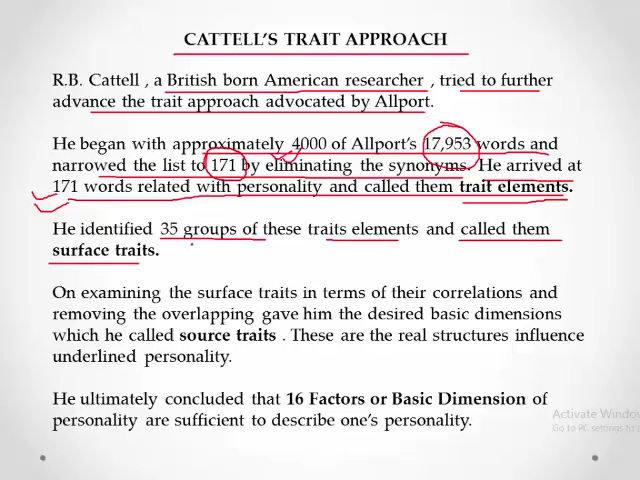 CATTELL'S TRAIT APPROACH
R.B. Cattell , a British born American researcher , tried to further
advance the trait approach advocated by Allport.
He began with approximately 4000 of Allport's 17,953 words and
narrowed the list to 171 by eliminating the synonyms. He arrived at
171 words related with personality and called them trait elements.
He identified 35 groups of these traits elements and called them
surface traits.
On examining the surface traits in terms of their correlations and
removing the overlapping gave him the desired basic dimensions
which he called source traits . These are the real structures influence
underlined personality.
He ultimately concluded that 16 Factors or Basic Dimension of
personality are sufficient to describe one's personality.
Activate Window
Go to PC settings to